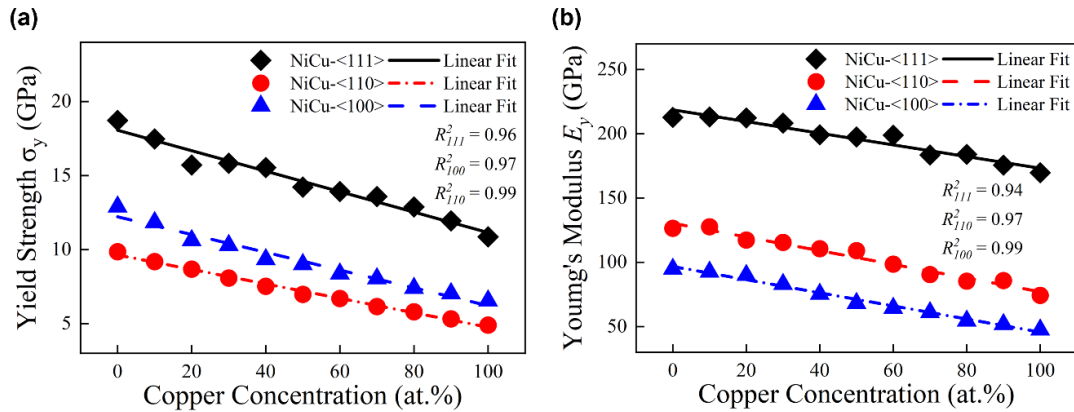 (a)
NiCu-<111> Linear Fit
NiCu-<110> Linear Fit
NiCu-<100> Linear Fit
R²₁₁₁ = 0.96
R²₁₀₀ = 0.97
R²₁₁₀ = 0.99
Yield Strength σy (GPa)
20
15
10
5
0 20 40 60 80 100
Copper Concentration (at.%)
(b)
NiCu-<111> Linear Fit
NiCu-<110> Linear Fit
NiCu-<100> Linear Fit
R²₁₁₁ = 0.94
R²₁₁₀ = 0.97
R²₁₀₀ = 0.99
Young's Modulus Ey (GPa)
250
200
150
100
50
0 20 40 60 80 100
Copper Concentration (at.%)